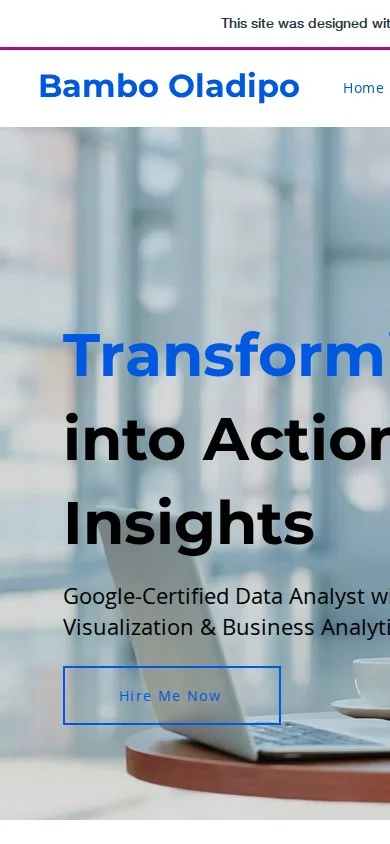 This site was designed wit
Bambo Oladipo
Home
Transformi
into Action
Insights
Google-Certified Data Analyst w
Visualization & Business Analyti
Hire Me Now